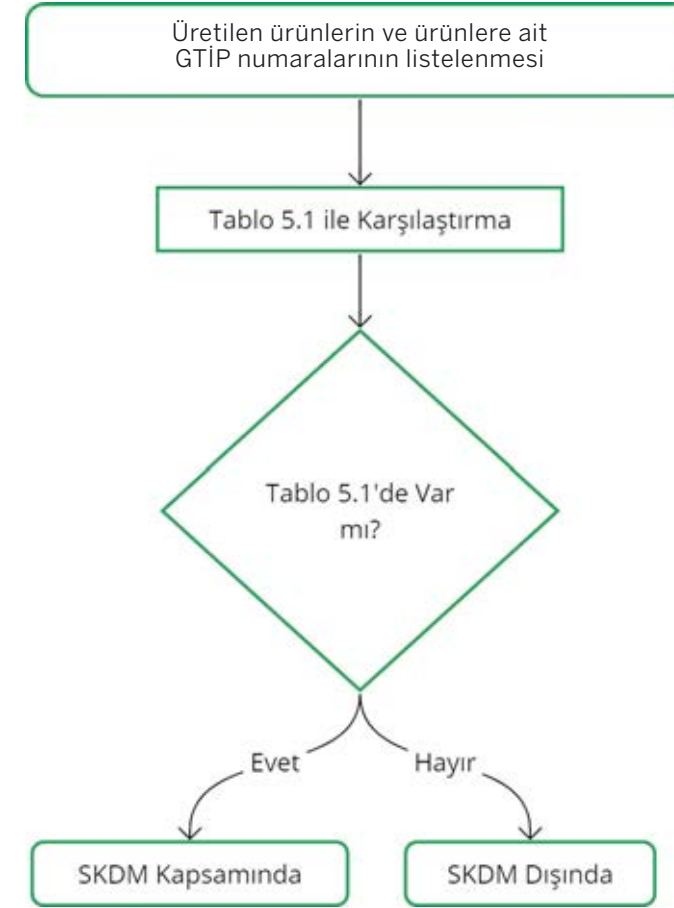 Üretilen ürünlerin ve ürünlere ait
GTİP numaralarının listelenmesi
Tablo 5.1 ile Karşılaştırma
Tablo 5.1'de Var
mı?
Evet
Hayır
SKDM Kapsamında
SKDM Dışında